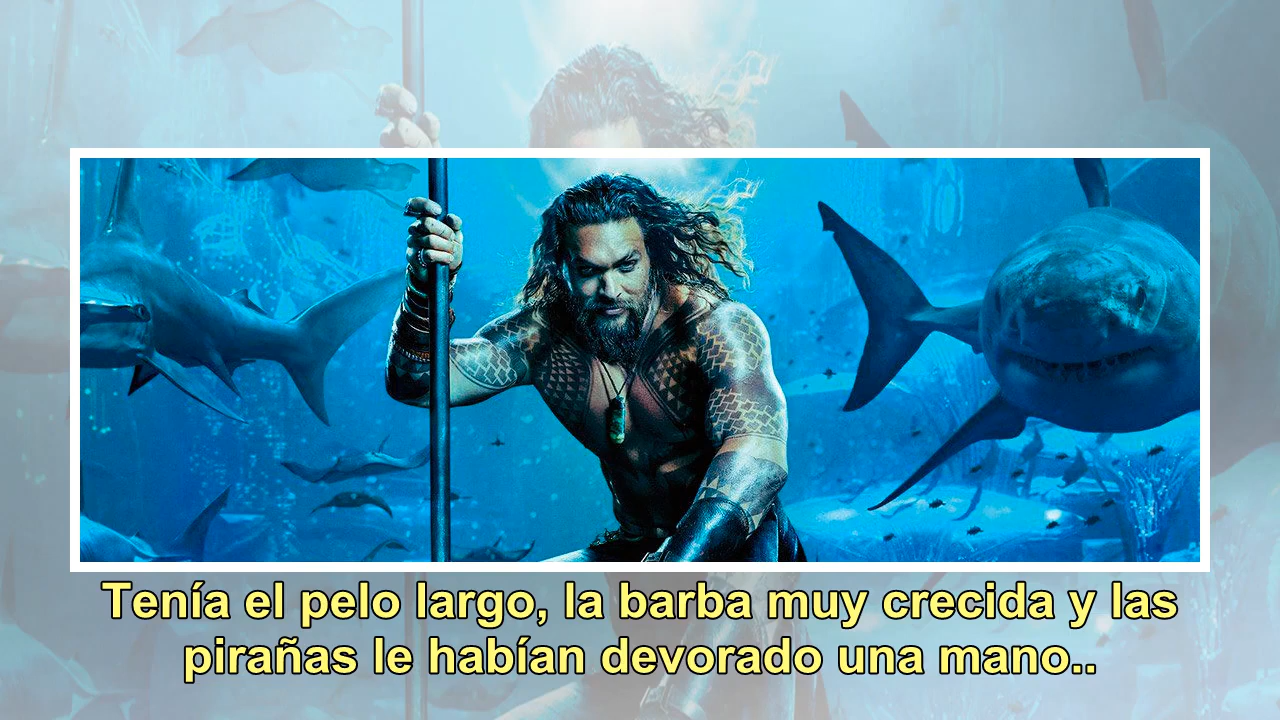 Tenía el pelo largo, la barba muy crecida y las
pirañas le habían devorado una mano..